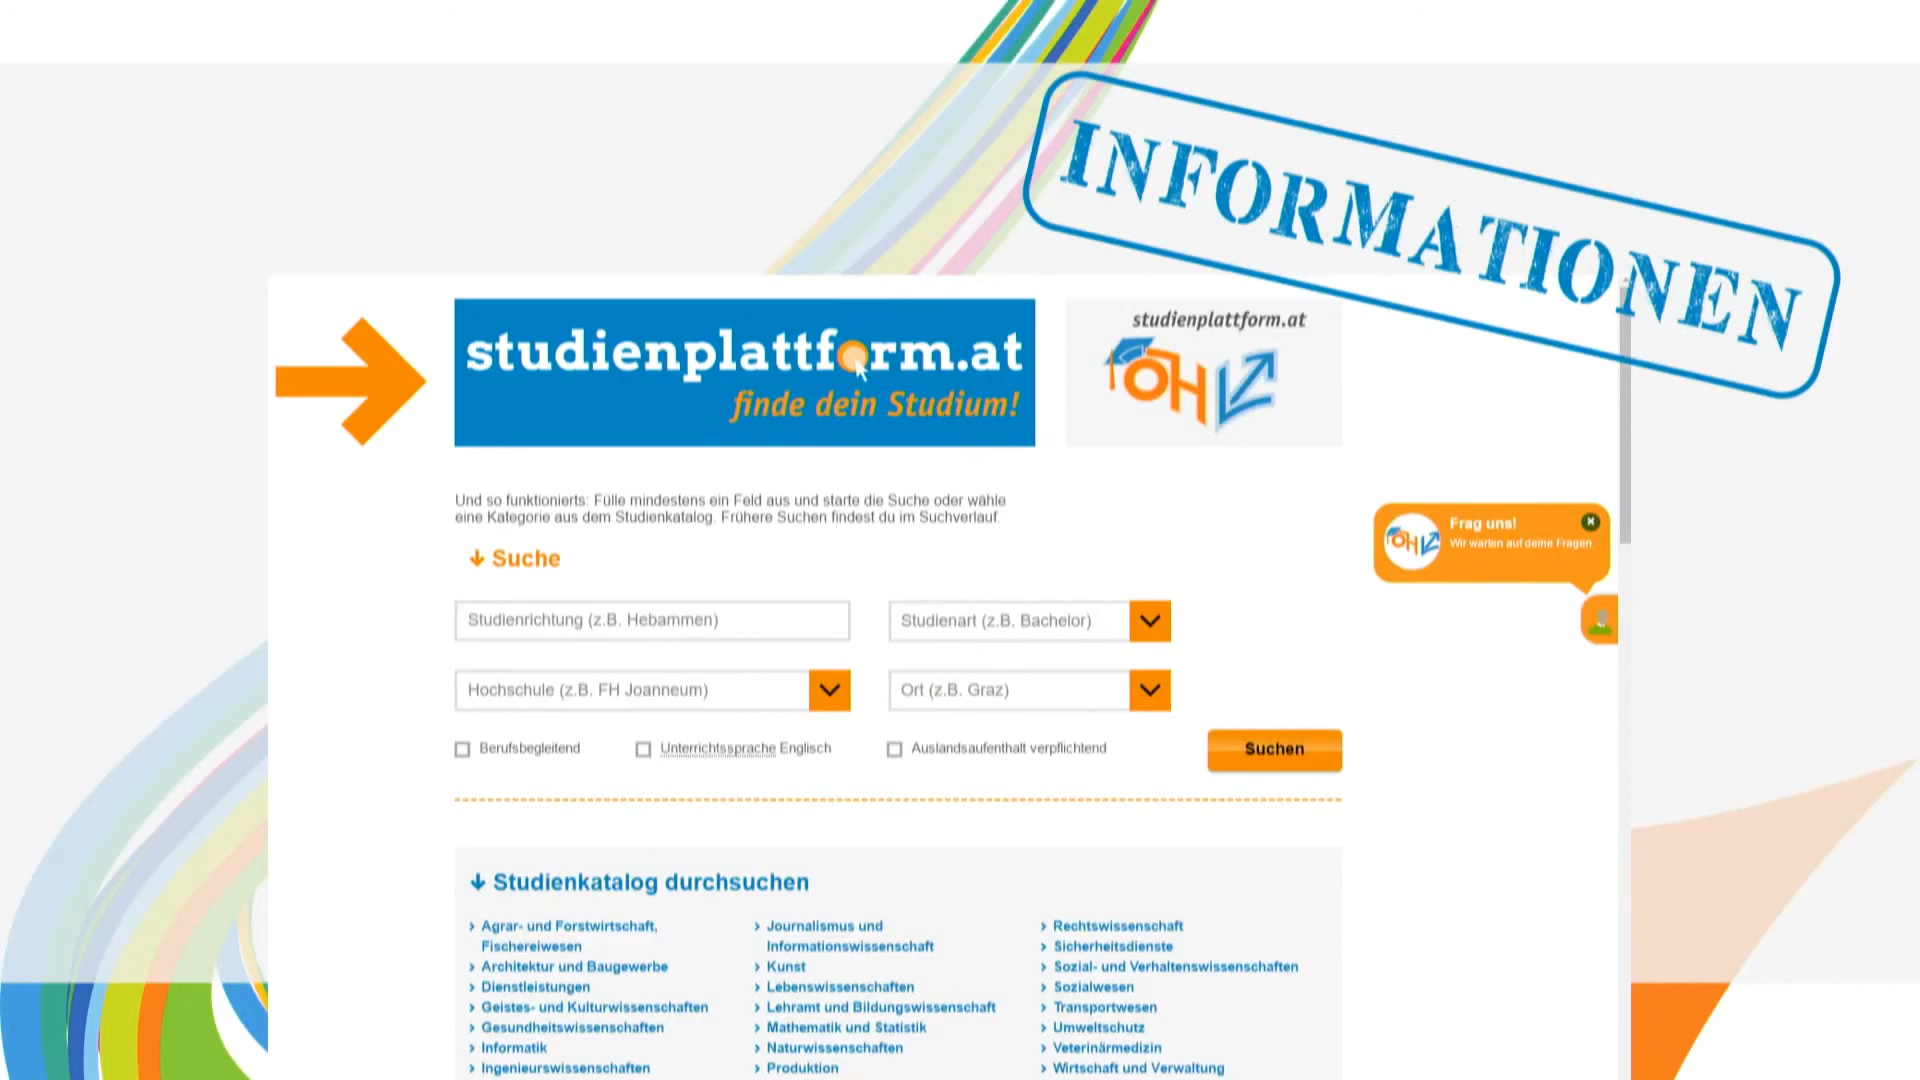 INFORMATIONEN
studienplattform.at
finde dein Studium!
studienplattform.at
ÖH
Und so funktionierts: Fülle mindestens ein Feld aus und starte die Suche oder wähle
eine Kategorie aus dem Studienkatalog. Frühere Suchen findest du im Suchverlauf.
Frag uns!
Wir warten auf deine Fragen.
ÖH
Suche
Studienrichtung (z.B. Hebammen)
Studienart (z.B. Bachelor)
Hochschule (z.B. FH Joanneum)
Ort (z.B. Graz)
Berufsbegleitend
Unterrichtssprache Englisch
Auslandsaufenthalt verpflichtend
Suchen
Studienkatalog durchsuchen
Agrar- und Forstwirtschaft,
Fischereiwesen
Architektur und Baugewerbe
Dienstleistungen
Geistes- und Kulturwissenschaften
Gesundheitswissenschaften
Informatik
Ingenieurswissenschaften
Journalismus und
Informationswissenschaft
Kunst
Lebenswissenschaften
Lehramt und Bildungswissenschaft
Mathematik und Statistik
Naturwissenschaften
Produktion
Rechtswissenschaft
Sicherheitsdienste
Sozial- und Verhaltenswissenschaften
Sozialwesen
Transportwesen
Umweltschutz
Veterinärmedizin
Wirtschaft und Verwaltung